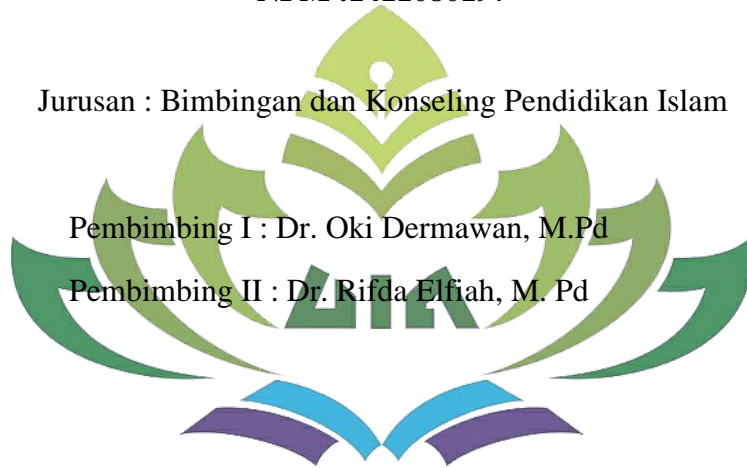 Jurusan : Bimbingan dan Konseling Pendidikan Islam
Pembimbing I : Dr. Oki Dermawan, M.Pd
Pembimbing II : Dr. Rifda Elfiah, M. Pd
UIN